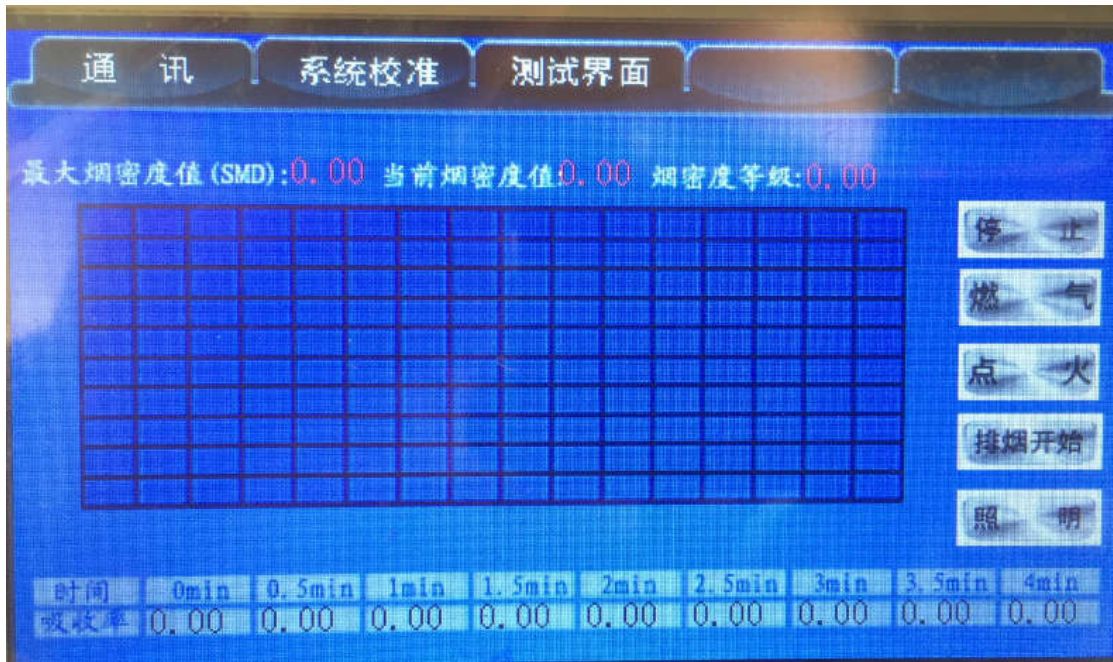 通 讯 系统校准 测试界面
最大烟密度值(SMD):0.00 当前烟密度值:0.00 烟密度等级:0.00
停 止
燃 气
点 火
排烟开始
照 明
时间 0min 0.5min 1min 1.5min 2min 2.5min 3min 3.5min 4min
吸收率 0.00 0.00 0.00 0.00 0.00 0.00 0.00 0.00 0.00